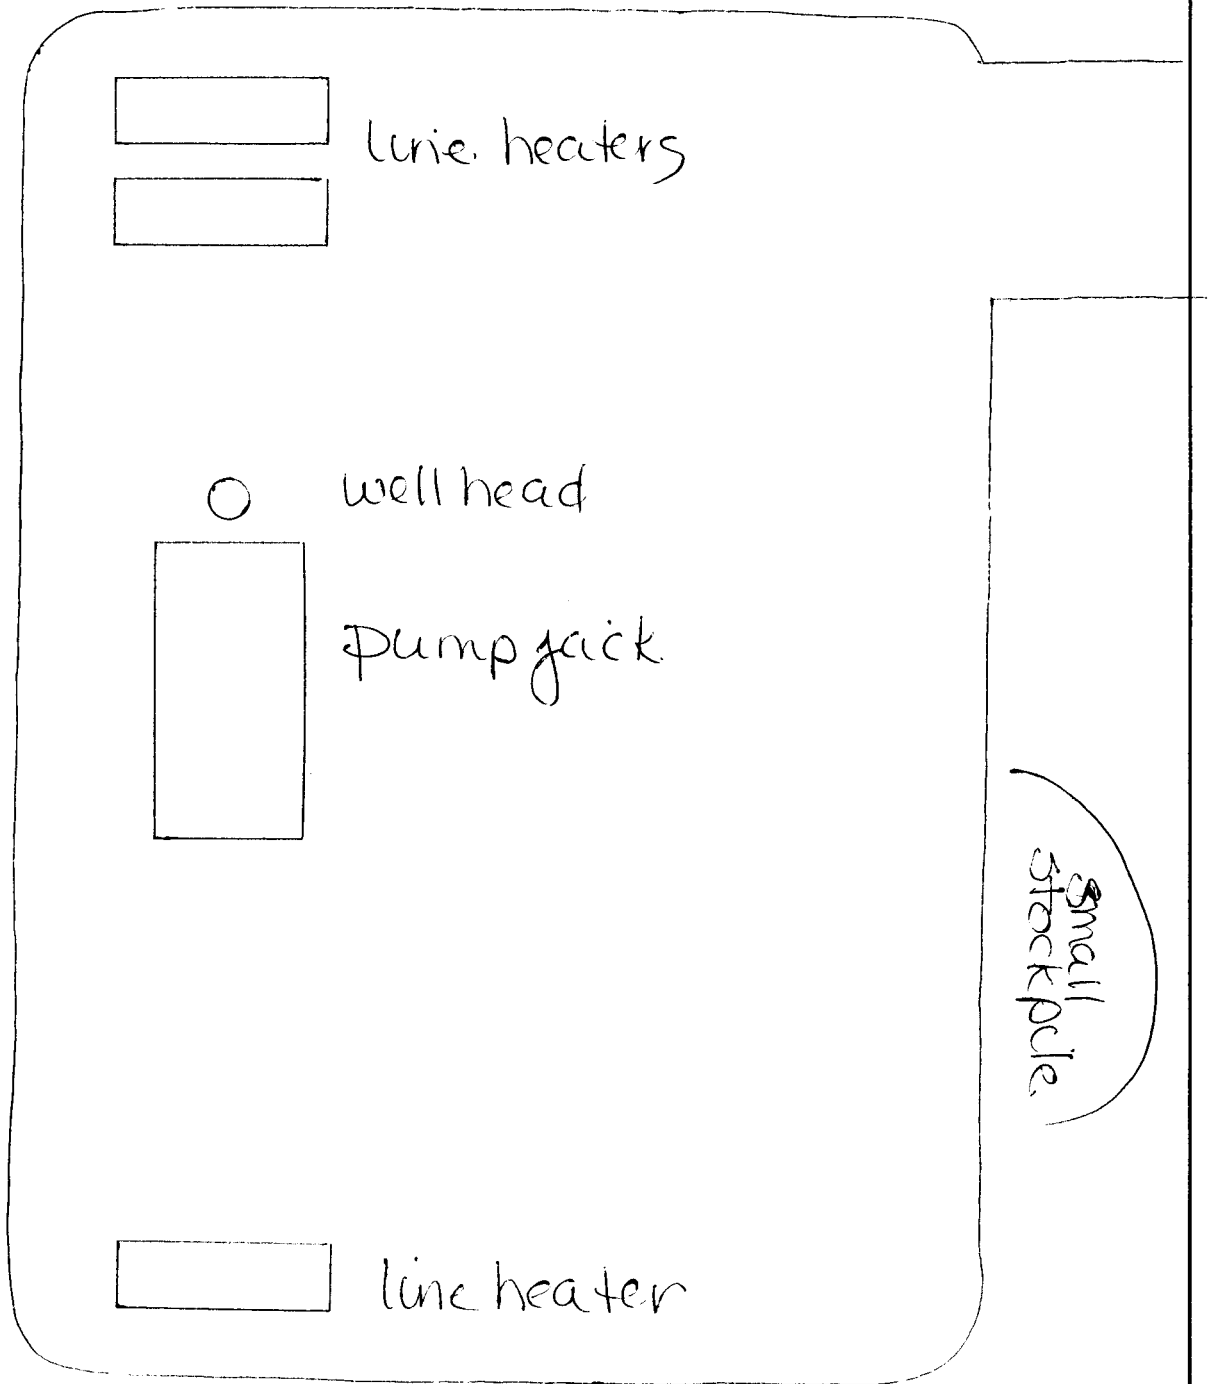 line heaters
well head
pump jack
small
stockpile
line heater